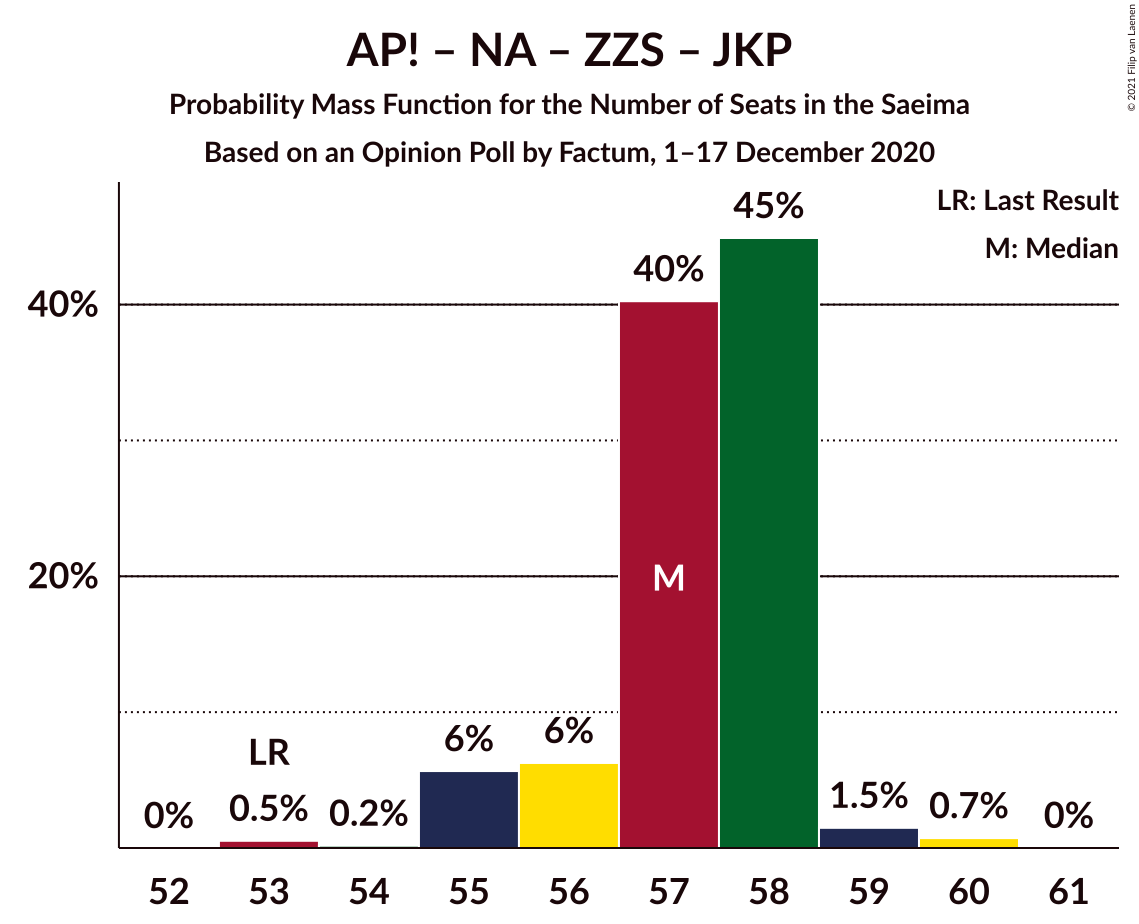 AP! – NA – ZZS – JKP
Probability Mass Function for the Number of Seats in the Saeima
Based on an Opinion Poll by Factum, 1–17 December 2020
© 2021 Filip van Laenen
LR: Last Result
M: Median
40%
20%
0%
LR
0.5%
0.2%
6%
6%
40%
M
45%
1.5%
0.7%
0%
52 53 54 55 56 57 58 59 60 61